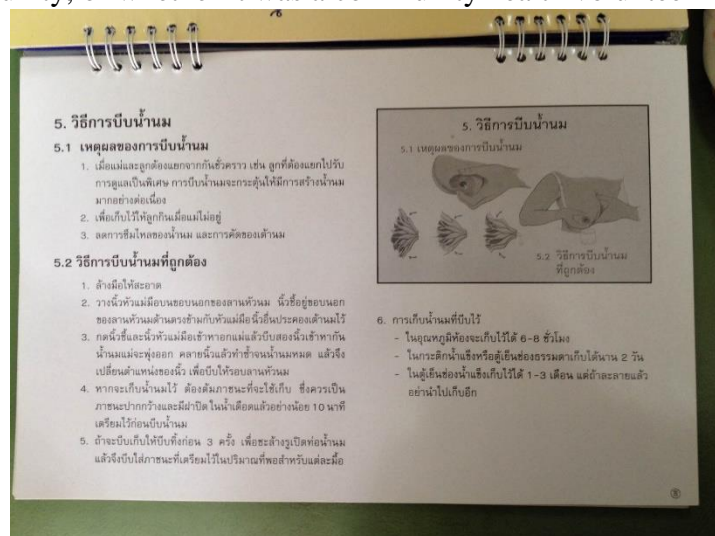 5. วิธีการบีบน้ำนม
5.1 เหตุผลของการบีบน้ำนม
1. เมื่อแม่และลูกต้องแยกจากกันชั่วคราว เช่น ลูกที่ต้องแยกไปรับ
การดูแลเป็นพิเศษ การบีบน้ำนมจะกระตุ้นให้มีการสร้างน้ำนม
มากอย่างต่อเนื่อง
2. เพื่อเก็บไว้ให้ลูกกินเมื่อแม่ไม่อยู่
3. ลดการซึมไหลของน้ำนม และการคัดของเต้านม
5.2 วิธีการบีบน้ำนมที่ถูกต้อง
1. ล้างมือให้สะอาด
2. วางนิ้วหัวแม่มือบนขอบนอกของลานหัวนม นิ้วชี้อยู่ขอบนอก
ของลานหัวนมด้านตรงข้ามกับหัวแม่มือ นิ้วอื่นประคองเต้านมไว้
3. กดนิ้วชี้และนิ้วหัวแม่มือเข้าหาอกแม่แล้วบีบสองนิ้วเข้าหากัน
น้ำนมแม่จะพุ่งออก คลายนิ้วแล้วทำซ้ำจนน้ำนมหมด แล้วจึง
เปลี่ยนตำแหน่งของนิ้ว เพื่อบีบให้รอบลานหัวนม
4. หากจะเก็บน้ำนมไว้ ต้องต้มภาชนะที่จะใช้เก็บ ซึ่งควรเป็น
ภาชนะปากกว้างและมีฝาปิด ในน้ำเดือดแล้วอย่างน้อย 10 นาที
เตรียมไว้ก่อนบีบน้ำนม
5. ถ้าจะบีบเก็บให้บีบทิ้งก่อน 3 ครั้ง เพื่อชะล้างรูเปิดท่อน้ำนม
แล้วจึงบีบใส่ภาชนะที่เตรียมไว้ในปริมาณที่พอสำหรับแต่ละมื้อ
5. วิธีการบีบน้ำนม
5.1 เหตุผลของการบีบน้ำนม
5.2 วิธีการบีบน้ำนม
ที่ถูกต้อง
6. การเก็บน้ำนมที่บีบไว้
- ในอุณหภูมิห้องจะเก็บไว้ได้ 6-8 ชั่วโมง
- ในกระติกน้ำแข็งหรือตู้เย็นช่องธรรมดาเก็บได้นาน 2 วัน
- ในตู้เย็นช่องน้ำแข็งเก็บไว้ได้ 1-3 เดือน แต่ถ้าละลายแล้ว
อย่านำไปเก็บอีก
8